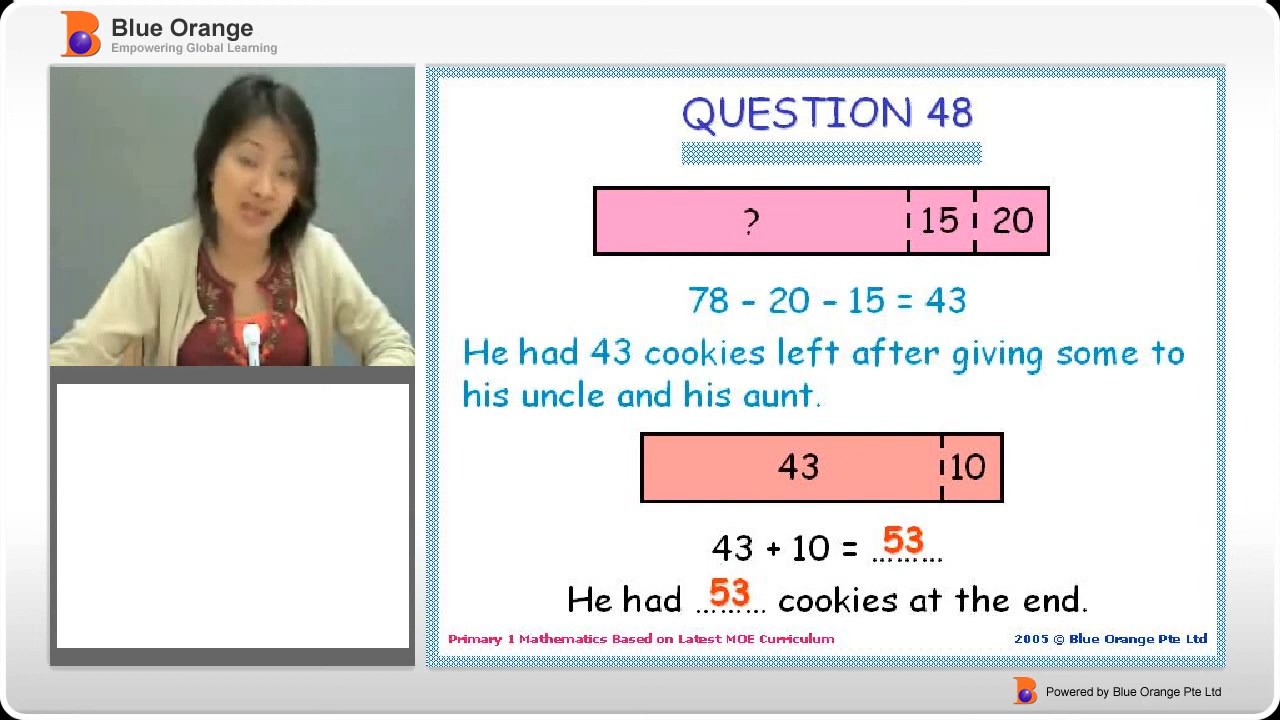 Blue Orange
Empowering Global Learning
QUESTION 48
? 15 20
78 - 20 - 15 = 43
He had 43 cookies left after giving some to
his uncle and his aunt.
43 10
43 + 10 = 53
He had 53 cookies at the end.
Primary 1 Mathematics Based on Latest MOE Curriculum
2005 © Blue Orange Pte Ltd
Powered by Blue Orange Pte Ltd